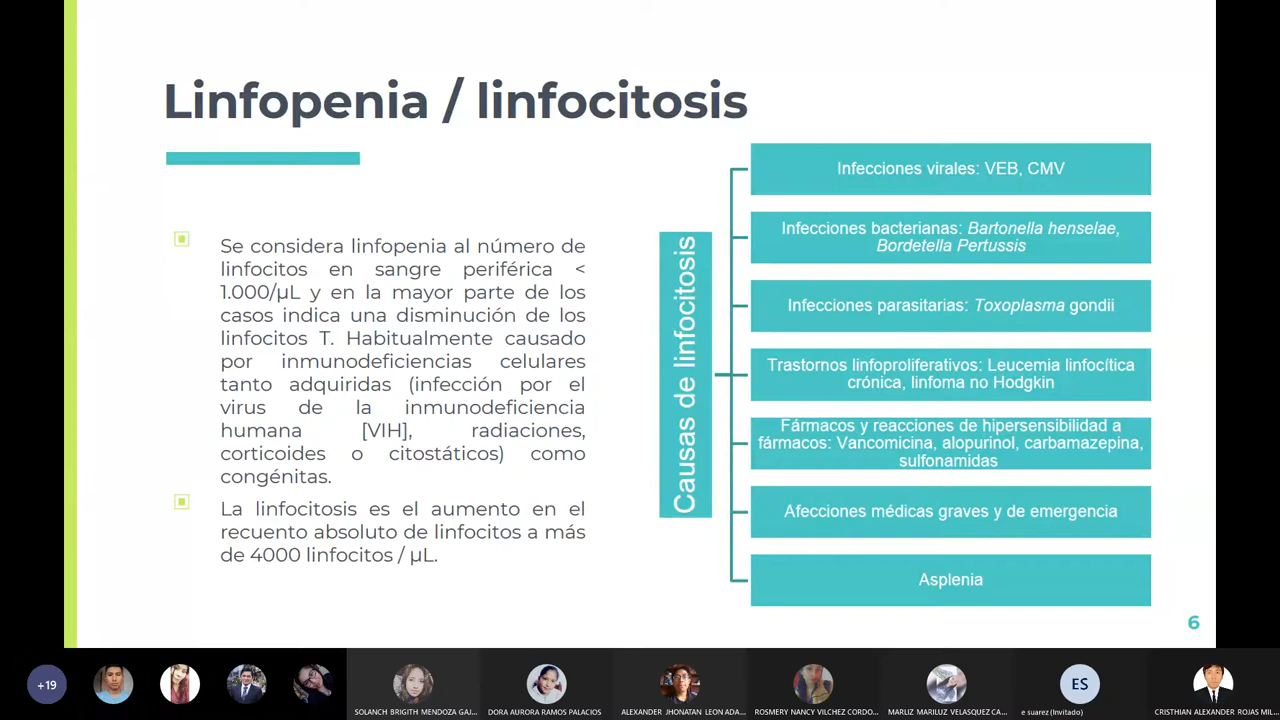 Linfopenia / linfocitosis
Se considera linfopenia al número de
linfocitos en sangre periférica <
1.000/µL y en la mayor parte de los
casos indica una disminución de los
linfocitos T. Habitualmente causado
por inmunodeficiencias celulares
tanto adquiridas (infección por el
virus de la inmunodeficiencia
humana [VIH], radiaciones,
corticoides o citostáticos) como
congénitas.
La linfocitosis es el aumento en el
recuento absoluto de linfocitos a más
de 4000 linfocitos / µL.
Causas de linfocitosis
Infecciones virales: VEB, CMV
Infecciones bacterianas: Bartonella henselae,
Bordetella Pertussis
Infecciones parasitarias: Toxoplasma gondii
Trastornos linfoproliferativos: Leucemia linfocítica
crónica, linfoma no Hodgkin
Fármacos y reacciones de hipersensibilidad a
fármacos: Vancomicina, alopurinol, carbamazepina,
sulfonamidas
Afecciones médicas graves y de emergencia
Asplenia
6
+19
ES
SOLANCH BRIGITH MENDOZA GAJ...
DORA AURORA RAMOS PALACIOS
ALEXANDER JHONATAN LEON ADA...
ROSMERY NANCY VILCHEZ CORDO...
MARLIZ MARILUZ VELASQUEZ CA...
e suarez (Invitado)
CRISTHIAN ALEXANDER ROJAS MIL...